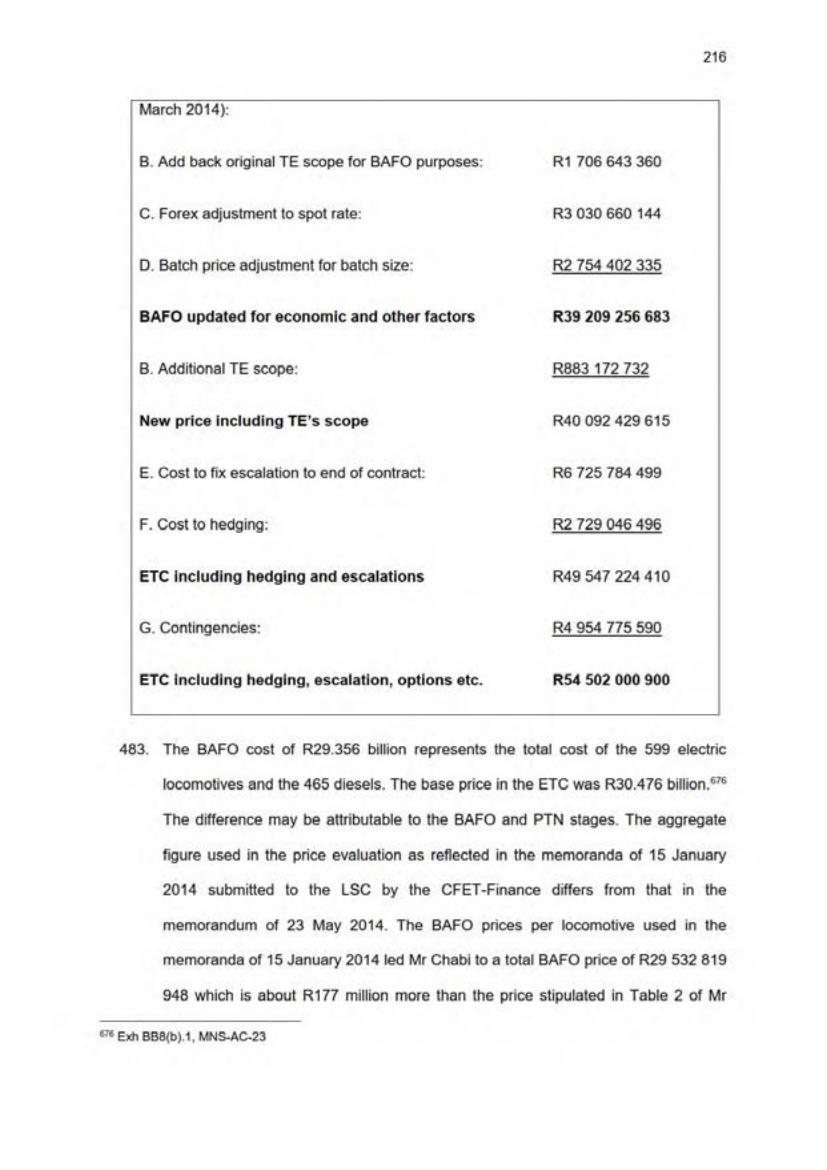 216
March 2014):
B. Add back original TE scope for BAFO purposes: R1 706 643 360
C. Forex adjustment to spot rate: R3 030 660 144
D. Batch price adjustment for batch size: R2 754 402 335
BAFO updated for economic and other factors R39 209 256 683
B. Additional TE scope: R883 172 732
New price including TE's scope R40 092 429 615
E. Cost to fix escalation to end of contract: R6 725 784 499
F. Cost to hedging: R2 729 046 496
ETC including hedging and escalations R49 547 224 410
G. Contingencies: R4 954 775 590
ETC including hedging, escalation, options etc. R54 502 000 900
483. The BAFO cost of R29.356 billion represents the total cost of the 599 electric
locomotives and the 465 diesels. The base price in the ETC was R30.476 billion.676
The difference may be attributable to the BAFO and PTN stages. The aggregate
figure used in the price evaluation as reflected in the memoranda of 15 January
2014 submitted to the LSC by the CFET-Finance differs from that in the
memorandum of 23 May 2014. The BAFO prices per locomotive used in the
memoranda of 15 January 2014 led Mr Chabi to a total BAFO price of R29 532 819
948 which is about R177 million more than the price stipulated in Table 2 of Mr
676 Exh BB8(b).1, MNS-AC-23